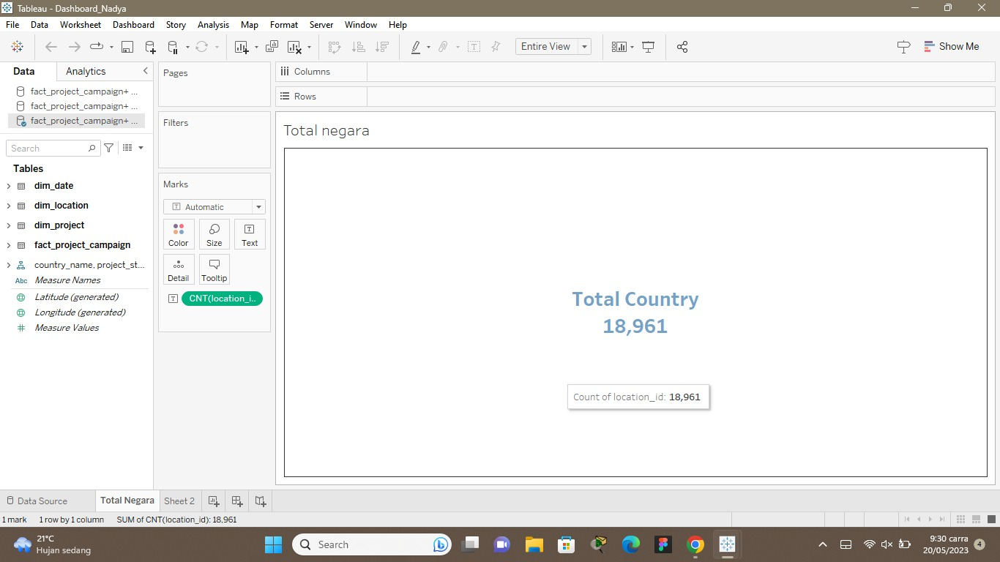 Tableau - Dashboard_Nadya
File Data Worksheet Dashboard Story Analysis Map Format Server Window Help
Entire View
Show Me
Data Analytics
fact_project_campaign+ ...
fact_project_campaign+ ...
fact_project_campaign+ ...
Search
Tables
dim_date
dim_location
dim_project
fact_project_campaign
country_name, project_st...
Abc Measure Names
Latitude (generated)
Longitude (generated)
Measure Values
Pages
Filters
Marks
Automatic
Color Size Text
Detail Tooltip
CNT(location_i..
Columns
Rows
Total negara
Total Country
18,961
Count of location_id: 18,961
Data Source Total Negara Sheet 2
1 mark 1 row by 1 column SUM of CNT(location_id): 18,961
21°C
Hujan sedang
Search
9:30 carra
20/05/2023
4